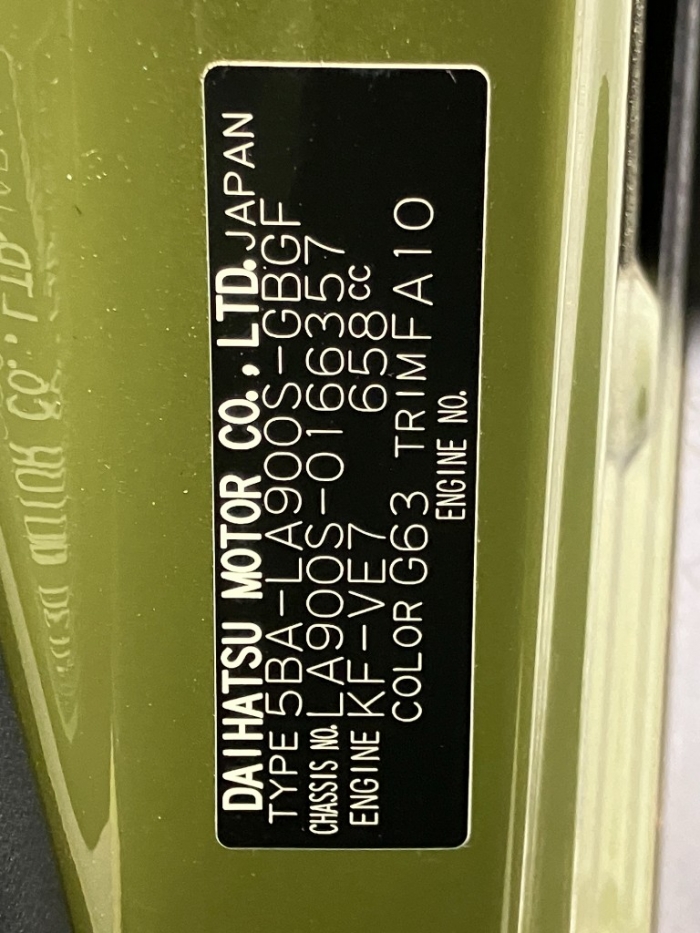 DAIHATSU MOTOR CO., LTD. JAPAN
TYPE 5BA-LA900S-GBGF
CHASSIS NO. LA900S-0166357
ENGINE KF-VE7 658cc
COLOR G63 TRIM FA10
ENGINE NO.